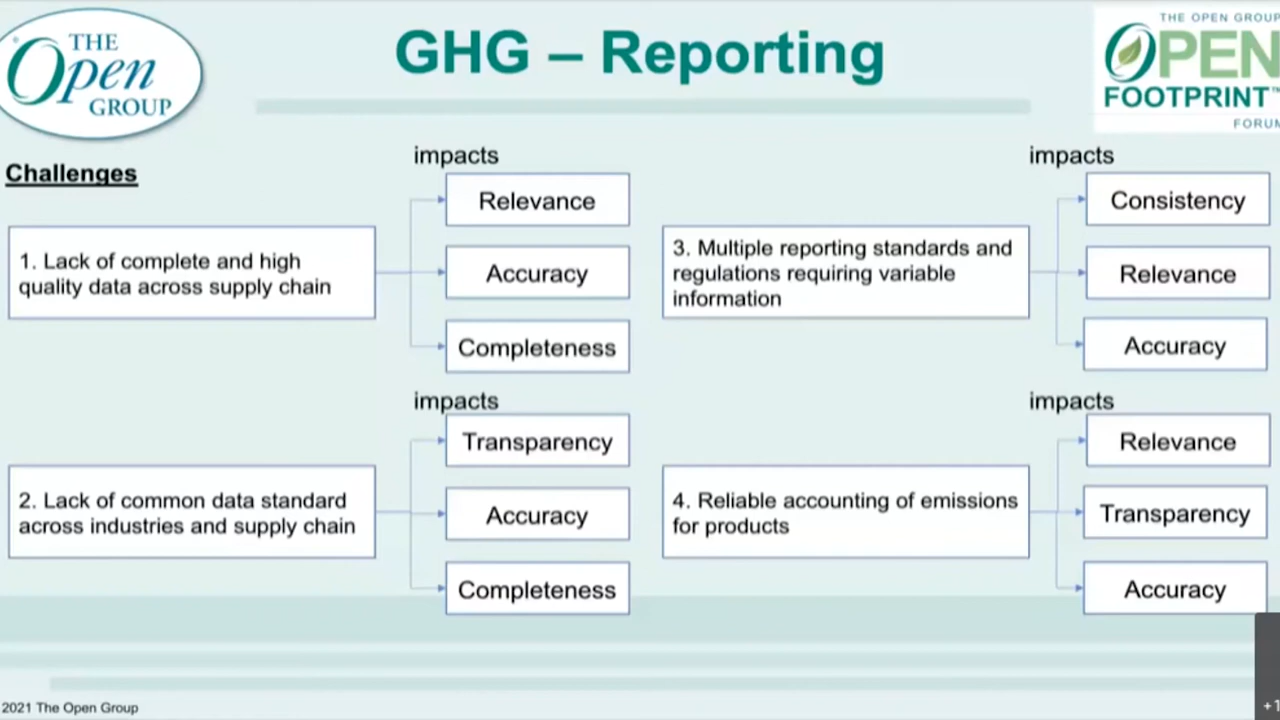 THE
Open
GROUP
GHG – Reporting
THE OPEN GROUP
OPEN
FOOTPRINT™
FORUM
Challenges
impacts
1. Lack of complete and high
quality data across supply chain
Relevance
Accuracy
Completeness
impacts
2. Lack of common data standard
across industries and supply chain
Transparency
Accuracy
Completeness
impacts
3. Multiple reporting standards and
regulations requiring variable
information
Consistency
Relevance
Accuracy
impacts
4. Reliable accounting of emissions
for products
Relevance
Transparency
Accuracy
2021 The Open Group
+1